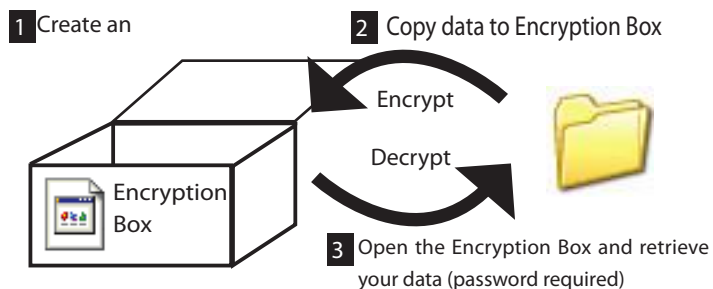 1 Create an
2 Copy data to Encryption Box
Encrypt
Decrypt
Encryption
Box
3 Open the Encryption Box and retrieve
your data (password required)